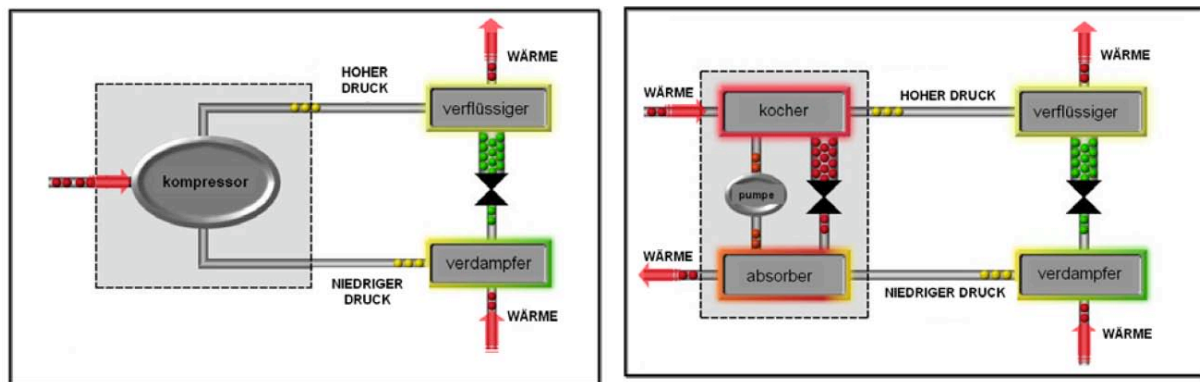 WÄRME
HOHER
DRUCK
verflüssiger
kompressor
verdampfer
NIEDRIGER
DRUCK
WÄRME
WÄRME
WÄRME
kocher
HOHER DRUCK
verflüssiger
pumpe
WÄRME
absorber
verdampfer
NIEDRIGER DRUCK
WÄRME